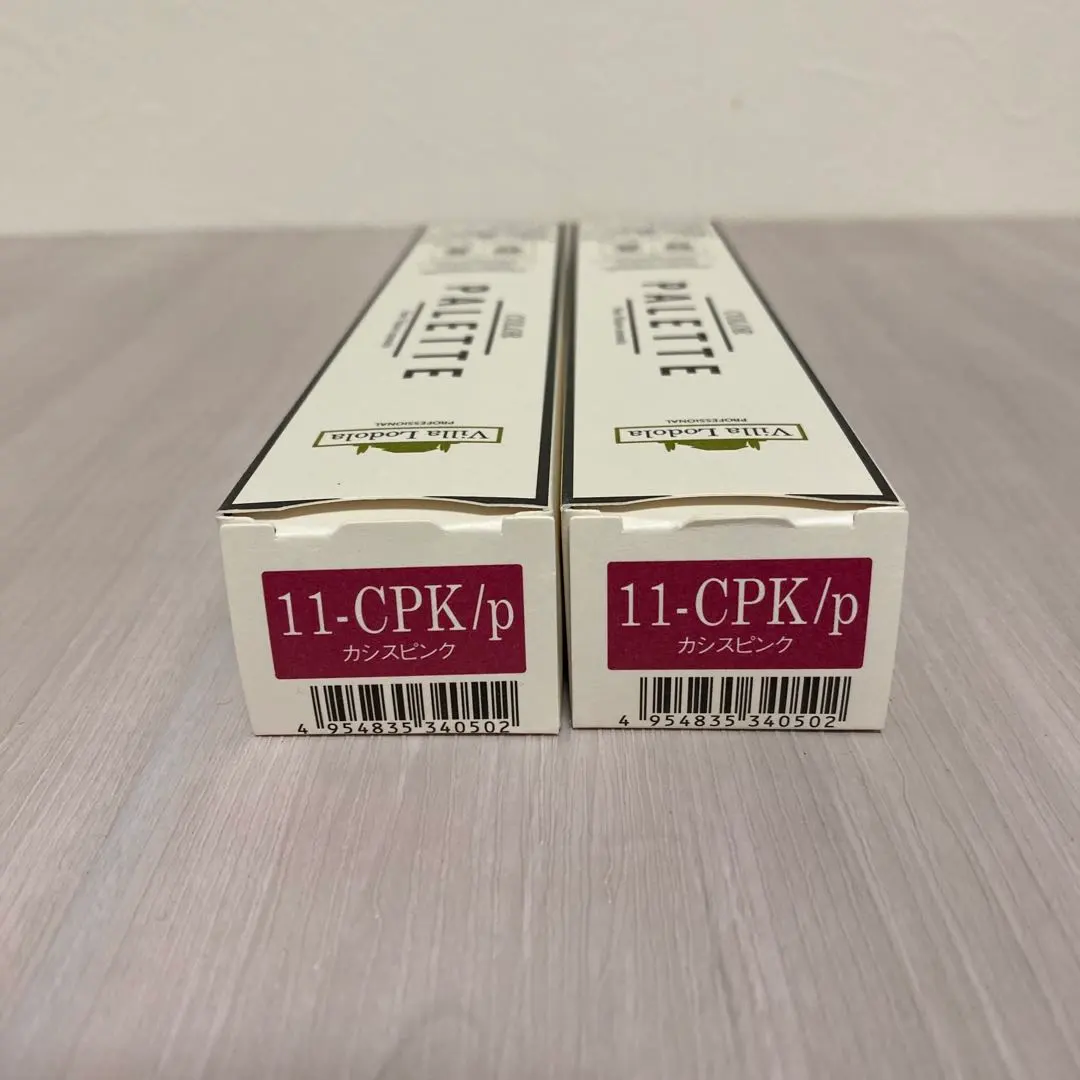 COLOR
PALETTE
Villa Lodola
PROFESSIONAL
11-CPK/p
カシスピンク
4 954835 340502
COLOR
PALETTE
Villa Lodola
PROFESSIONAL
11-CPK/p
カシスピンク
4 954835 340502